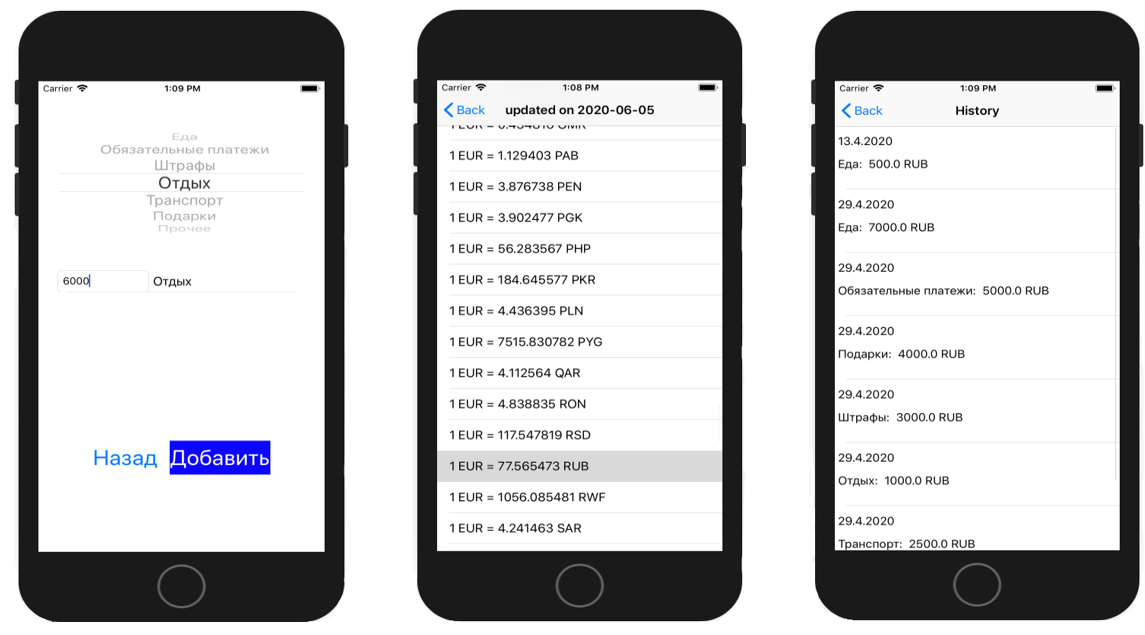 Carrier 1:09 PM
Еда
Обязательные платежи
Штрафы
Отдых
Транспорт
Подарки
Прочее
6000 Отдых
Назад Добавить
Carrier 1:08 PM
Back updated on 2020-06-05
1 EUR = 1.129403 PAB
1 EUR = 3.876738 PEN
1 EUR = 3.902477 PGK
1 EUR = 56.283567 PHP
1 EUR = 184.645577 PKR
1 EUR = 4.436395 PLN
1 EUR = 7515.830782 PYG
1 EUR = 4.112564 QAR
1 EUR = 4.838835 RON
1 EUR = 117.547819 RSD
1 EUR = 77.565473 RUB
1 EUR = 1056.085481 RWF
1 EUR = 4.241463 SAR
Carrier 1:09 PM
Back History
13.4.2020
Еда: 500.0 RUB
29.4.2020
Еда: 7000.0 RUB
29.4.2020
Обязательные платежи: 5000.0 RUB
29.4.2020
Подарки: 4000.0 RUB
29.4.2020
Штрафы: 3000.0 RUB
29.4.2020
Отдых: 1000.0 RUB
29.4.2020
Транспорт: 2500.0 RUB